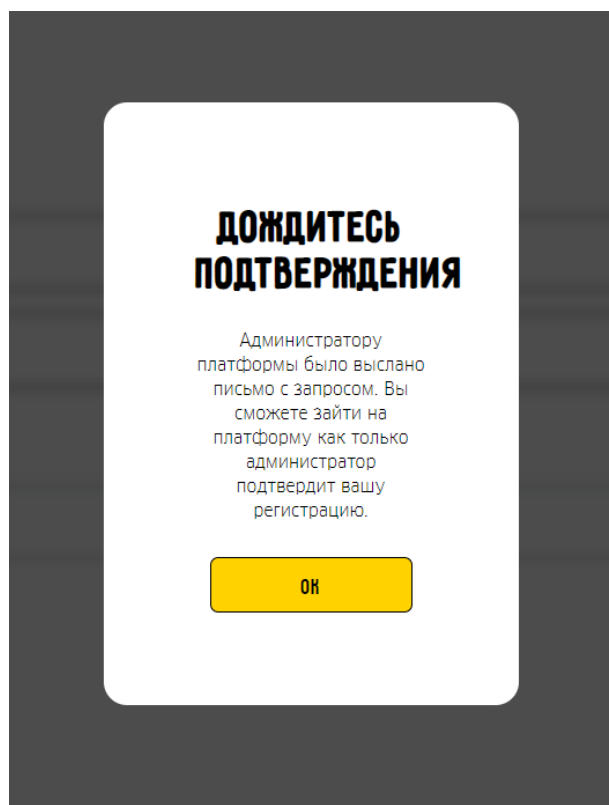 ДОЖДИТЕСЬ
ПОДТВЕРЖДЕНИЯ
Администратору
платформы было выслано
письмо с запросом. Вы
сможете зайти на
платформу как только
администратор
подтвердит вашу
регистрацию.
ОК